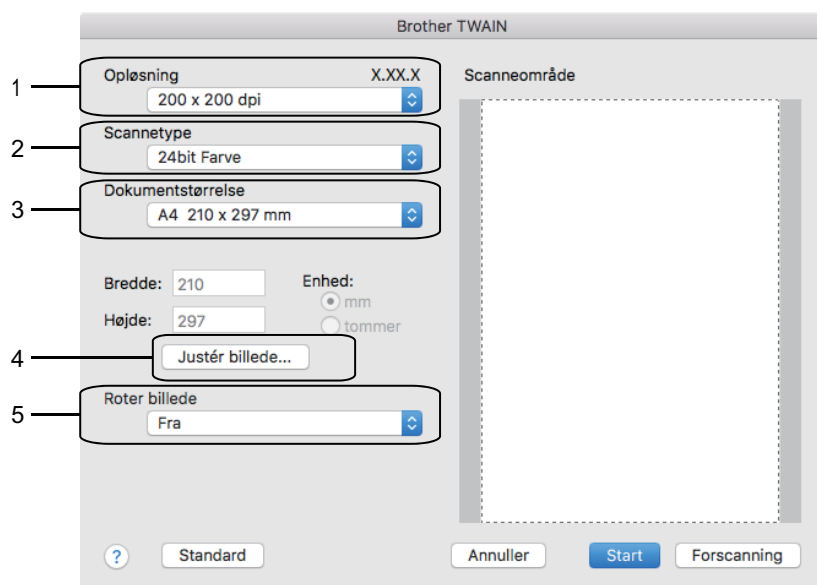 Brother TWAIN
1
Opløsning X.XX.X
200 x 200 dpi
2
Scannetype
24bit Farve
3
Dokumentstørrelse
A4 210 x 297 mm
Bredde: 210
Højde: 297
Enhed:
mm
tommer
4
Justér billede...
5
Roter billede
Fra
Scanneområde
? Standard Annuller Start Forscanning